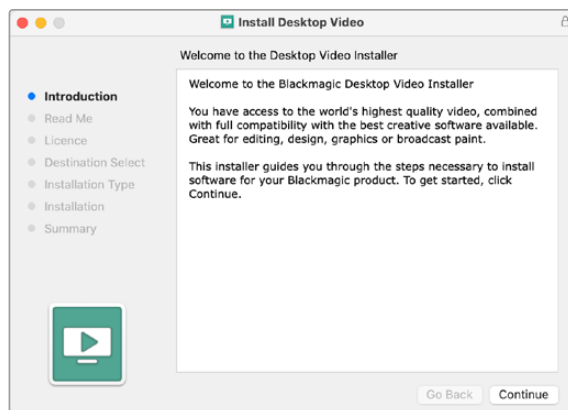 Install Desktop Video
Welcome to the Desktop Video Installer
Introduction
Read Me
Licence
Destination Select
Installation Type
Installation
Summary
Welcome to the Blackmagic Desktop Video Installer
You have access to the world's highest quality video, combined
with full compatibility with the best creative software available.
Great for editing, design, graphics or broadcast paint.
This installer guides you through the steps necessary to install
software for your Blackmagic product. To get started, click
Continue.
Go Back
Continue